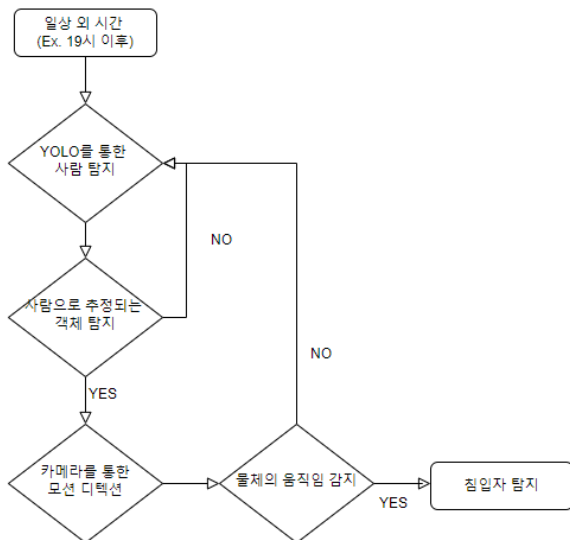 일상 외 시간
(Ex. 19시 이후)
YOLO를 통한
사람 탐지
NO
사람으로 추정되는
객체 탐지
NO
YES
카메라를 통한
모션 디텍션
물체의 움직임 감지
YES
침입자 탐지